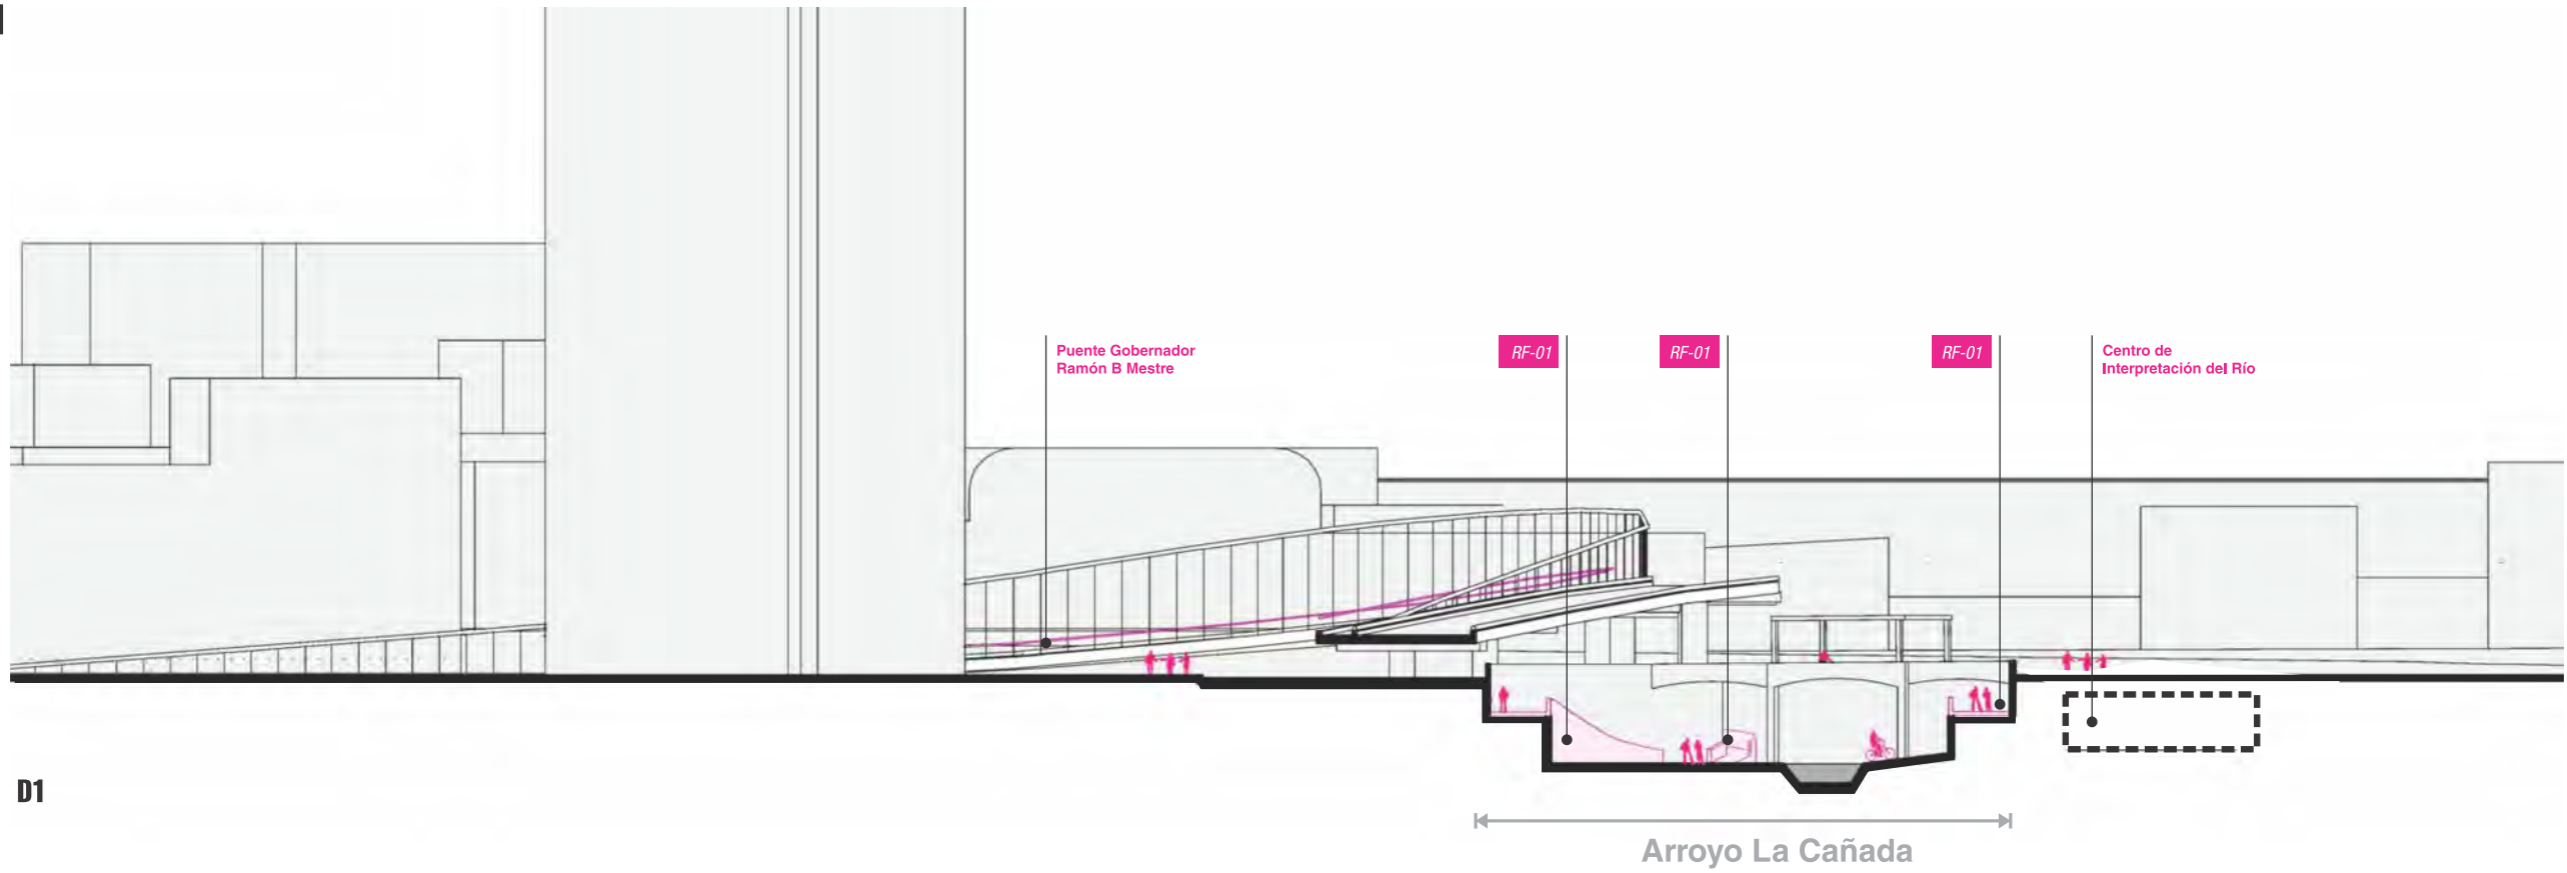 Puente Gobernador
Ramón B Mestre
RF-01
RF-01
RF-01
Centro de
Interpretación del Río
D1
Arroyo La Cañada